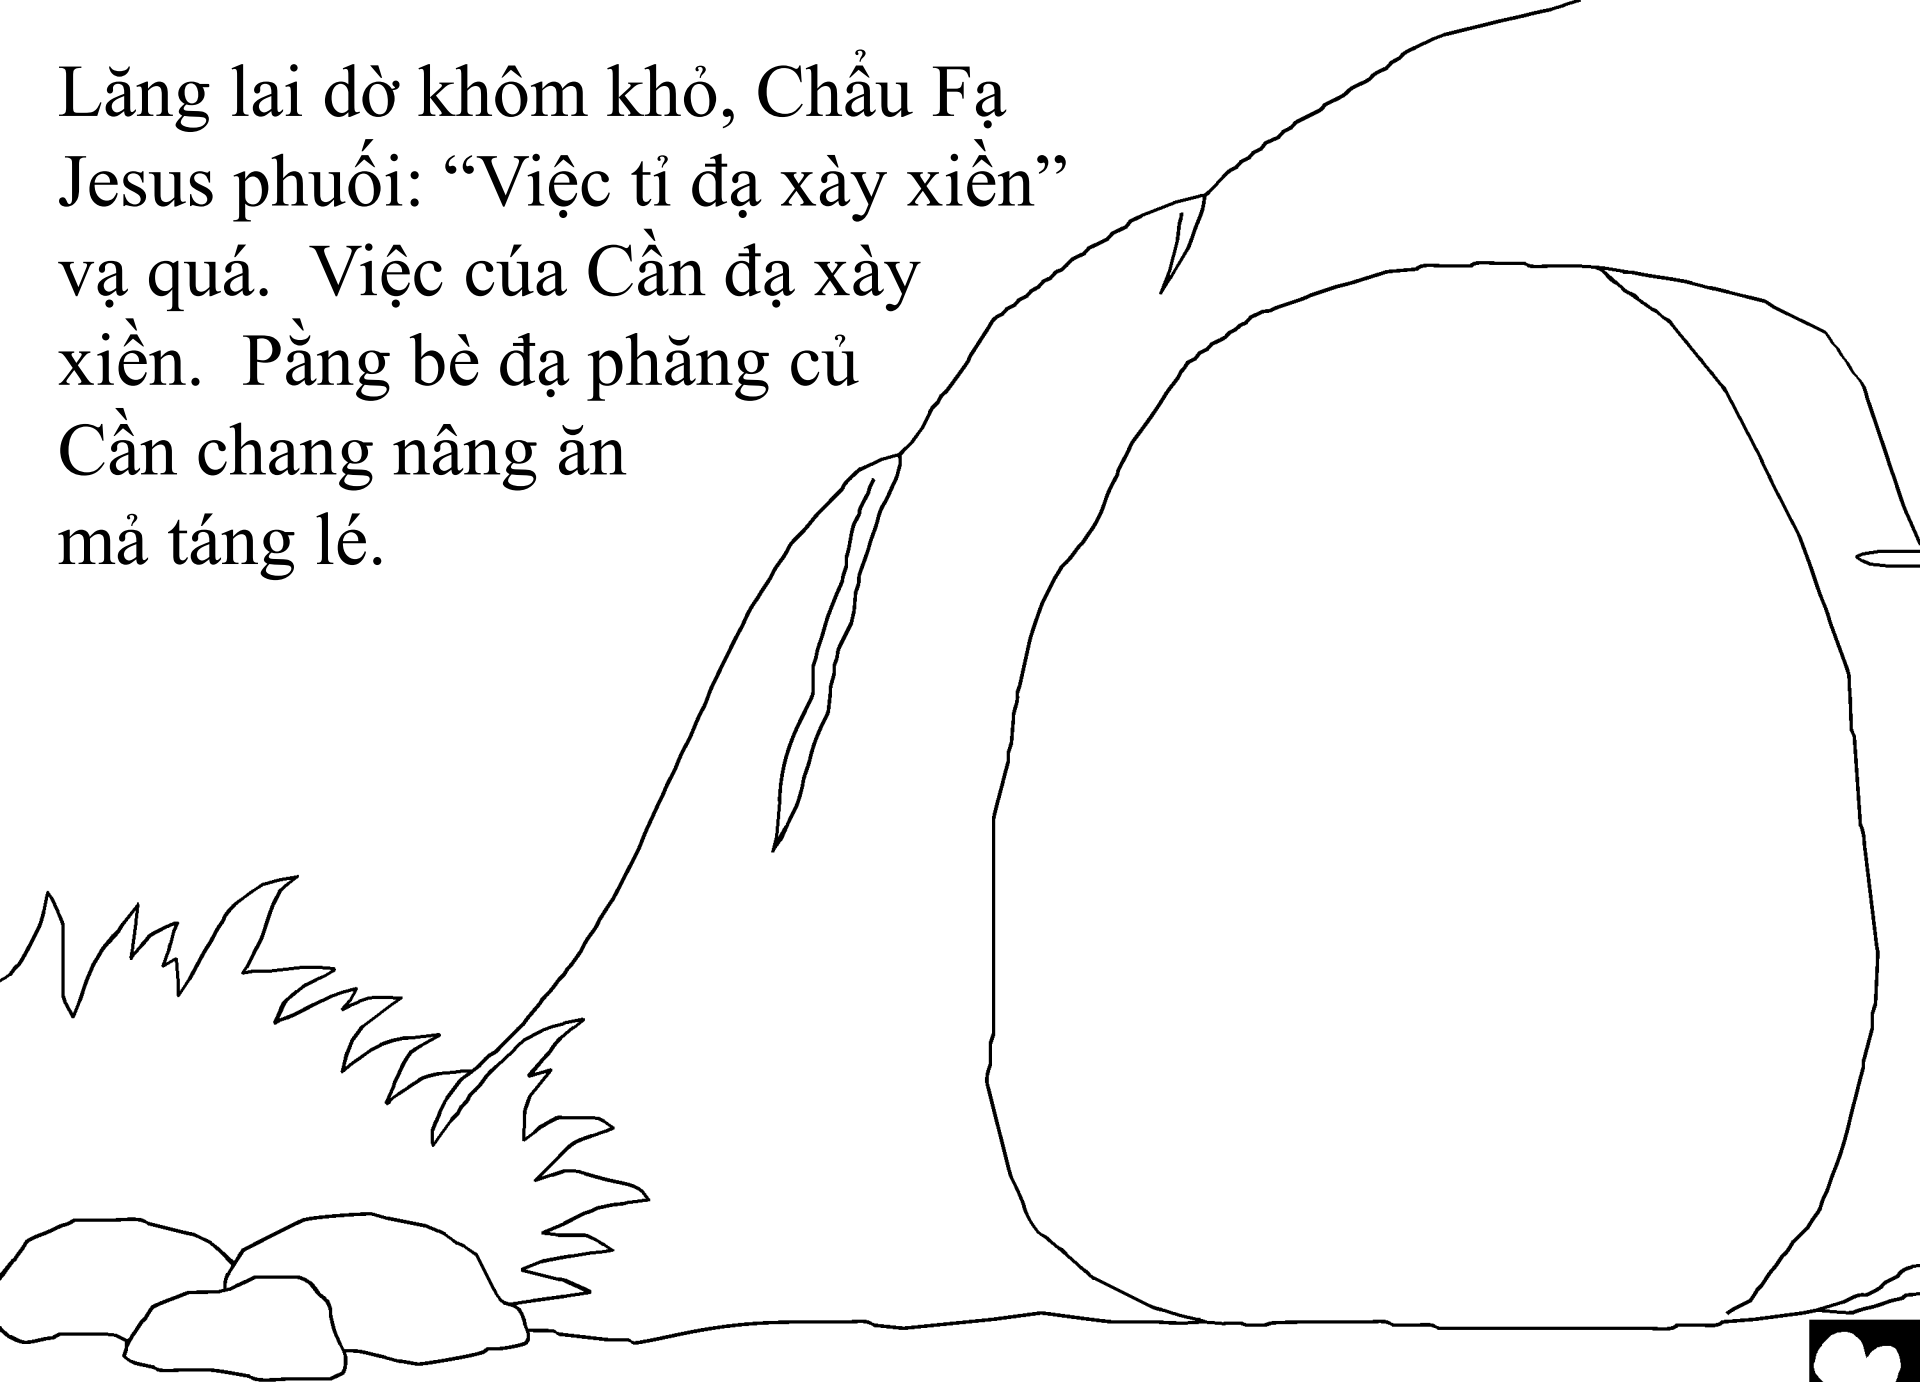 Lăng lai dờ khôm khỏ, Chẩu Fạ
Jesus phuối: “Việc tỉ đạ xày xiền”
vạ quá.  Việc cúa Cần đạ xày
xiền.  Pằng bè đạ phăng củ
Cần chang nâng ăn
mả táng lé.